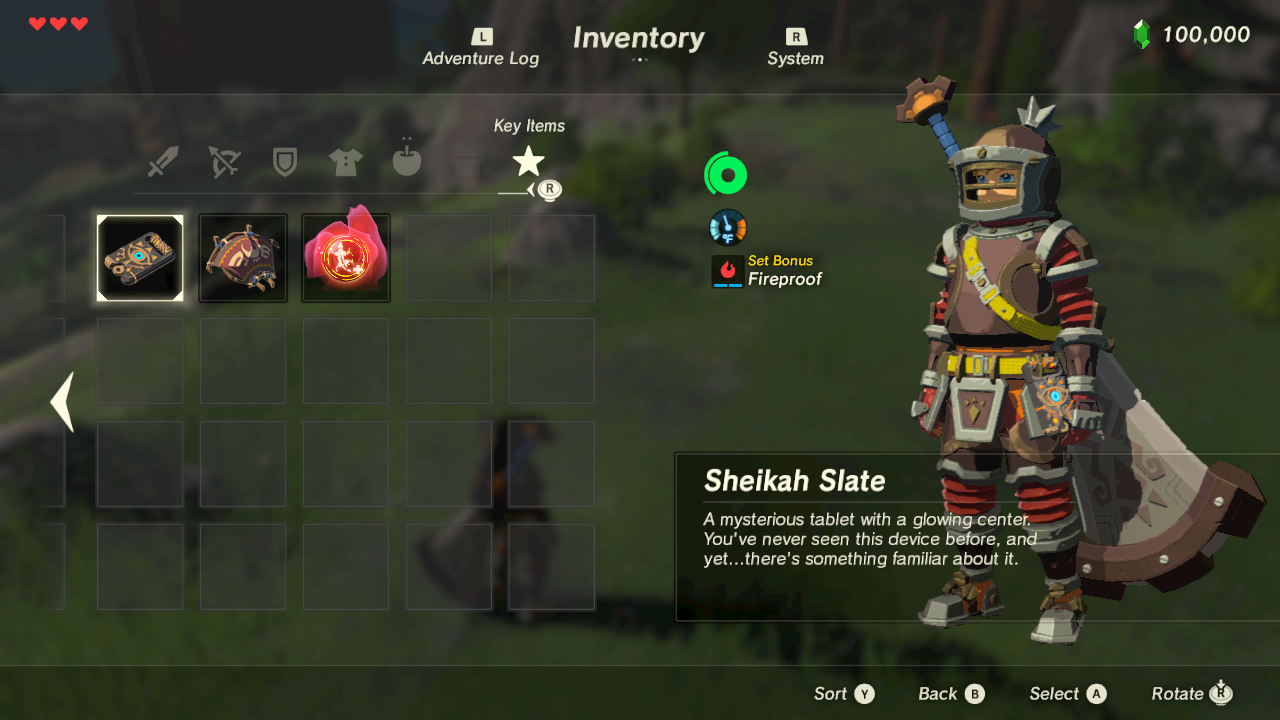 L
Adventure Log
Inventory
R
System
100,000
Key Items
R
°F
Set Bonus
Fireproof
Sheikah Slate
A mysterious tablet with a glowing center.
You've never seen this device before, and
yet...there's something familiar about it.
Sort Y
Back B
Select A
Rotate R